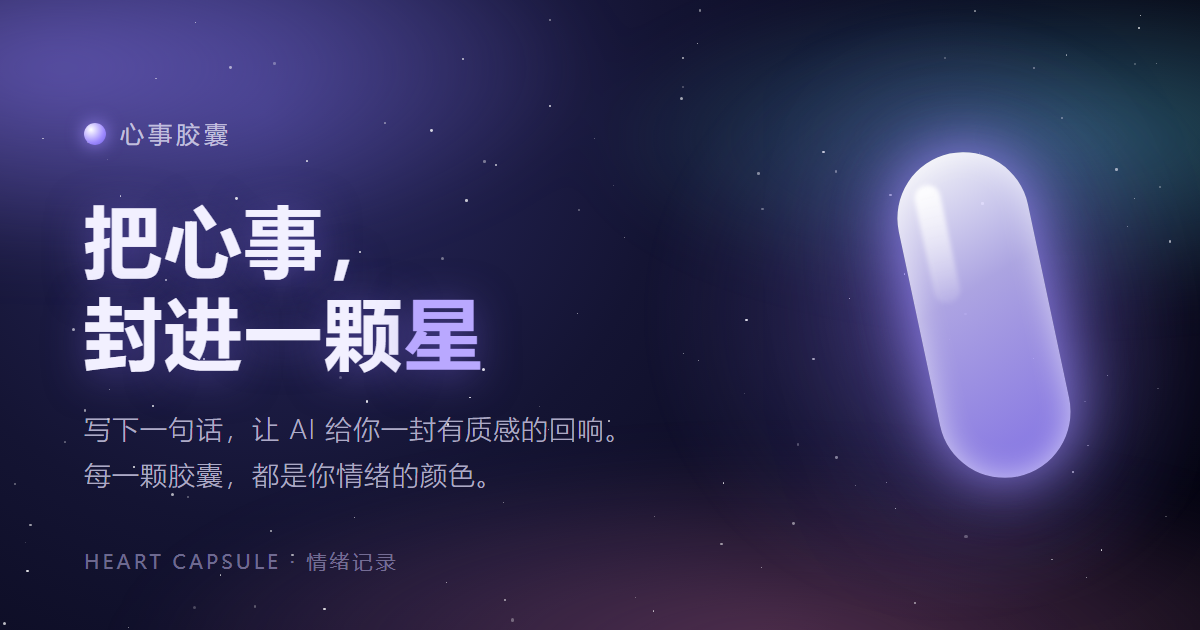 心事胶囊
把心事，
封进一颗星
写下一句话，让 AI 给你一封有质感的回响。
每一颗胶囊，都是你情绪的颜色。
HEART CAPSULE · 情绪记录